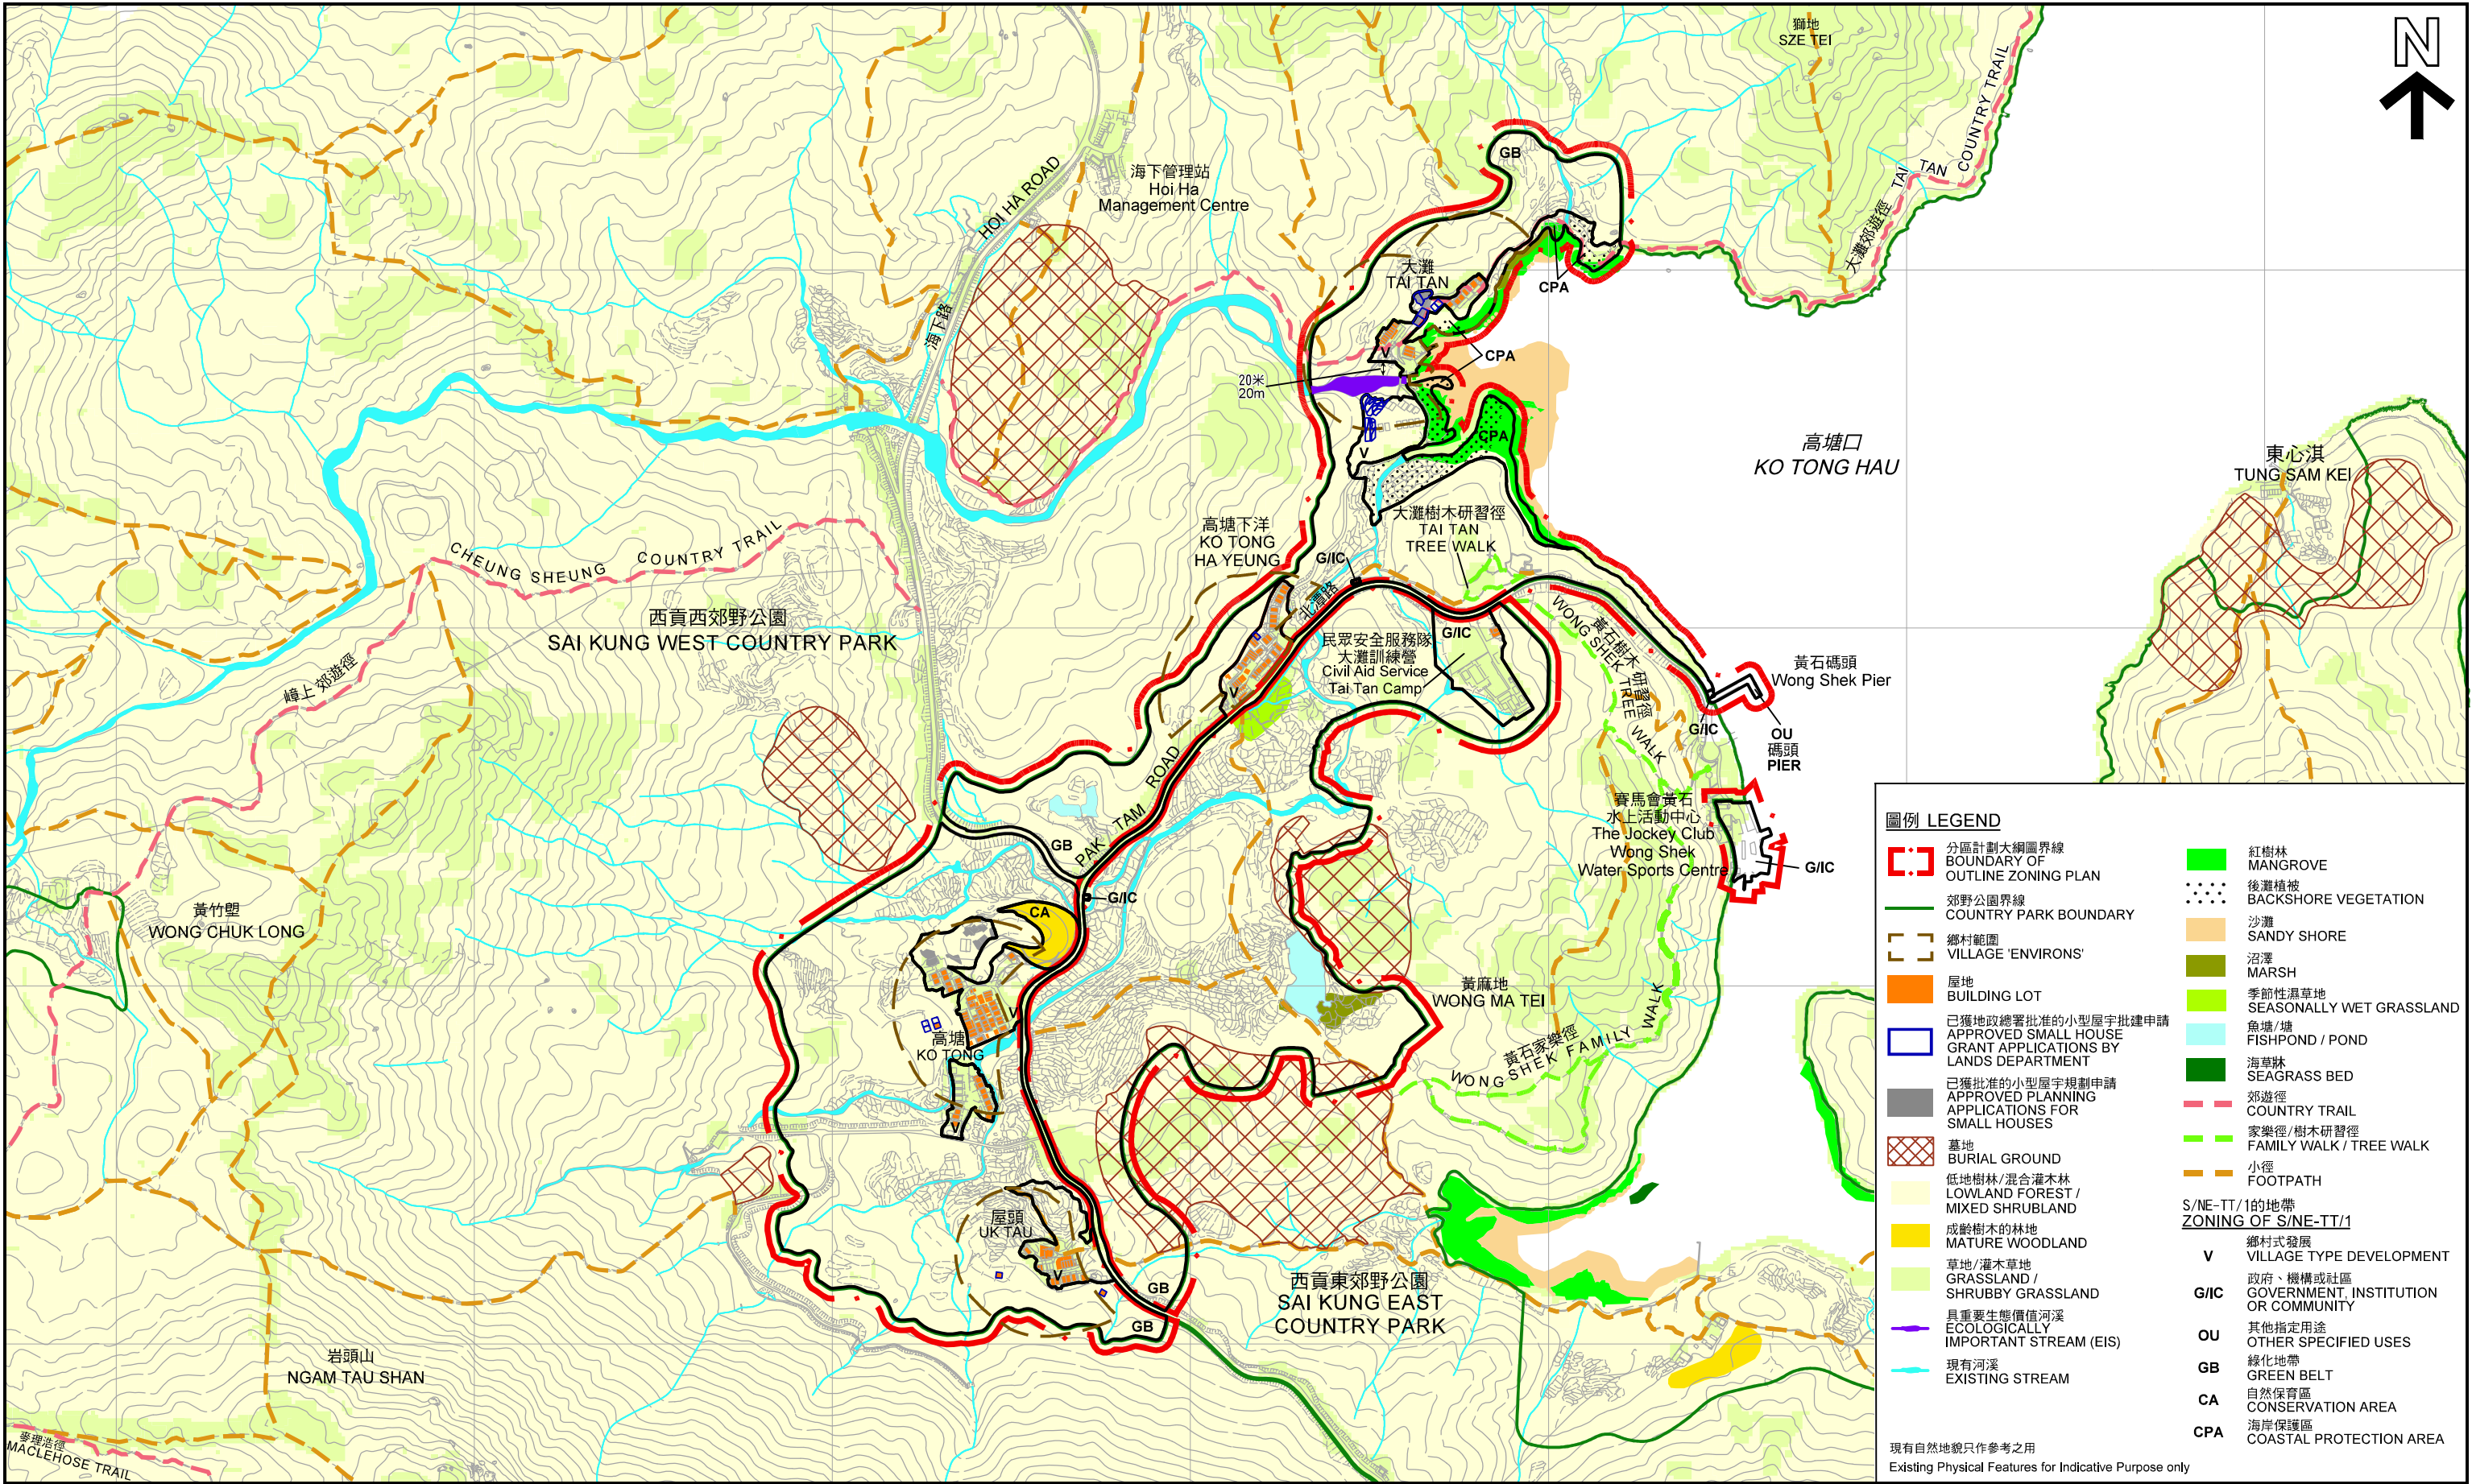 獅地
SZE TEI
N
COUNTRY TRAIL
TAN
TAI
大灘郊遊徑
海下管理站
Hoi Ha
Management Centre
HOI HA ROAD
海下路
GB
大灘
TAI TAN
CPA
CPA
V
20米
20m
CPA
V
高塘口
KO TONG HAU
東心淇
TUNG SAM KEI
CHEUNG SHEUNG COUNTRY TRAIL
嶂上郊遊徑
高塘下洋
KO TONG
HA YEUNG
大灘樹木研習徑
TAI TAN
TREE WALK
G/IC
北潭路
西貢西郊野公園
SAI KUNG WEST COUNTRY PARK
民眾安全服務隊
大灘訓練營
Civil Aid Service
Tai Tan Camp
G/IC
V
黃石樹木研習徑
WONG SHEK TREE WALK
黃石碼頭
Wong Shek Pier
G/IC
OU
碼頭
PIER
PAK TAM ROAD
GB
G/IC
CA
賽馬會黃石
水上活動中心
The Jockey Club
Wong Shek
Water Sports Centre
G/IC
黃竹塱
WONG CHUK LONG
高塘
KO TONG
V
V
黃麻地
WONG MA TEI
黃石家樂徑
WONG SHEK FAMILY WALK
屋頭
UK TAU
V
GB
GB
西貢東郊野公園
SAI KUNG EAST
COUNTRY PARK
岩頭山
NGAM TAU SHAN
麥理浩徑
MACLEHOSE TRAIL
圖例 LEGEND
分區計劃大綱圖界線
BOUNDARY OF
OUTLINE ZONING PLAN
郊野公園界線
COUNTRY PARK BOUNDARY
鄉村範圍
VILLAGE 'ENVIRONS'
屋地
BUILDING LOT
已獲地政總署批准的小型屋宇批建申請
APPROVED SMALL HOUSE
GRANT APPLICATIONS BY
LANDS DEPARTMENT
已獲批准的小型屋宇規劃申請
APPROVED PLANNING
APPLICATIONS FOR
SMALL HOUSES
墓地
BURIAL GROUND
低地樹林/混合灌木林
LOWLAND FOREST /
MIXED SHRUBLAND
成齡樹木的林地
MATURE WOODLAND
草地/灌木草地
GRASSLAND /
SHRUBBY GRASSLAND
具重要生態價值河溪
ECOLOGICALLY
IMPORTANT STREAM (EIS)
現有河溪
EXISTING STREAM
紅樹林
MANGROVE
後灘植被
BACKSHORE VEGETATION
沙灘
SANDY SHORE
沼澤
MARSH
季節性濕草地
SEASONALLY WET GRASSLAND
魚塘/塘
FISHPOND / POND
海草牀
SEAGRASS BED
郊遊徑
COUNTRY TRAIL
家樂徑/樹木研習徑
FAMILY WALK / TREE WALK
小徑
FOOTPATH
S/NE-TT/1的地帶
ZONING OF S/NE-TT/1
鄉村式發展
V VILLAGE TYPE DEVELOPMENT
政府、機構或社區
G/IC GOVERNMENT, INSTITUTION
OR COMMUNITY
其他指定用途
OU OTHER SPECIFIED USES
綠化地帶
GB GREEN BELT
自然保育區
CA CONSERVATION AREA
海岸保護區
CPA COASTAL PROTECTION AREA
現有自然地貌只作參考之用
Existing Physical Features for Indicative Purpose only